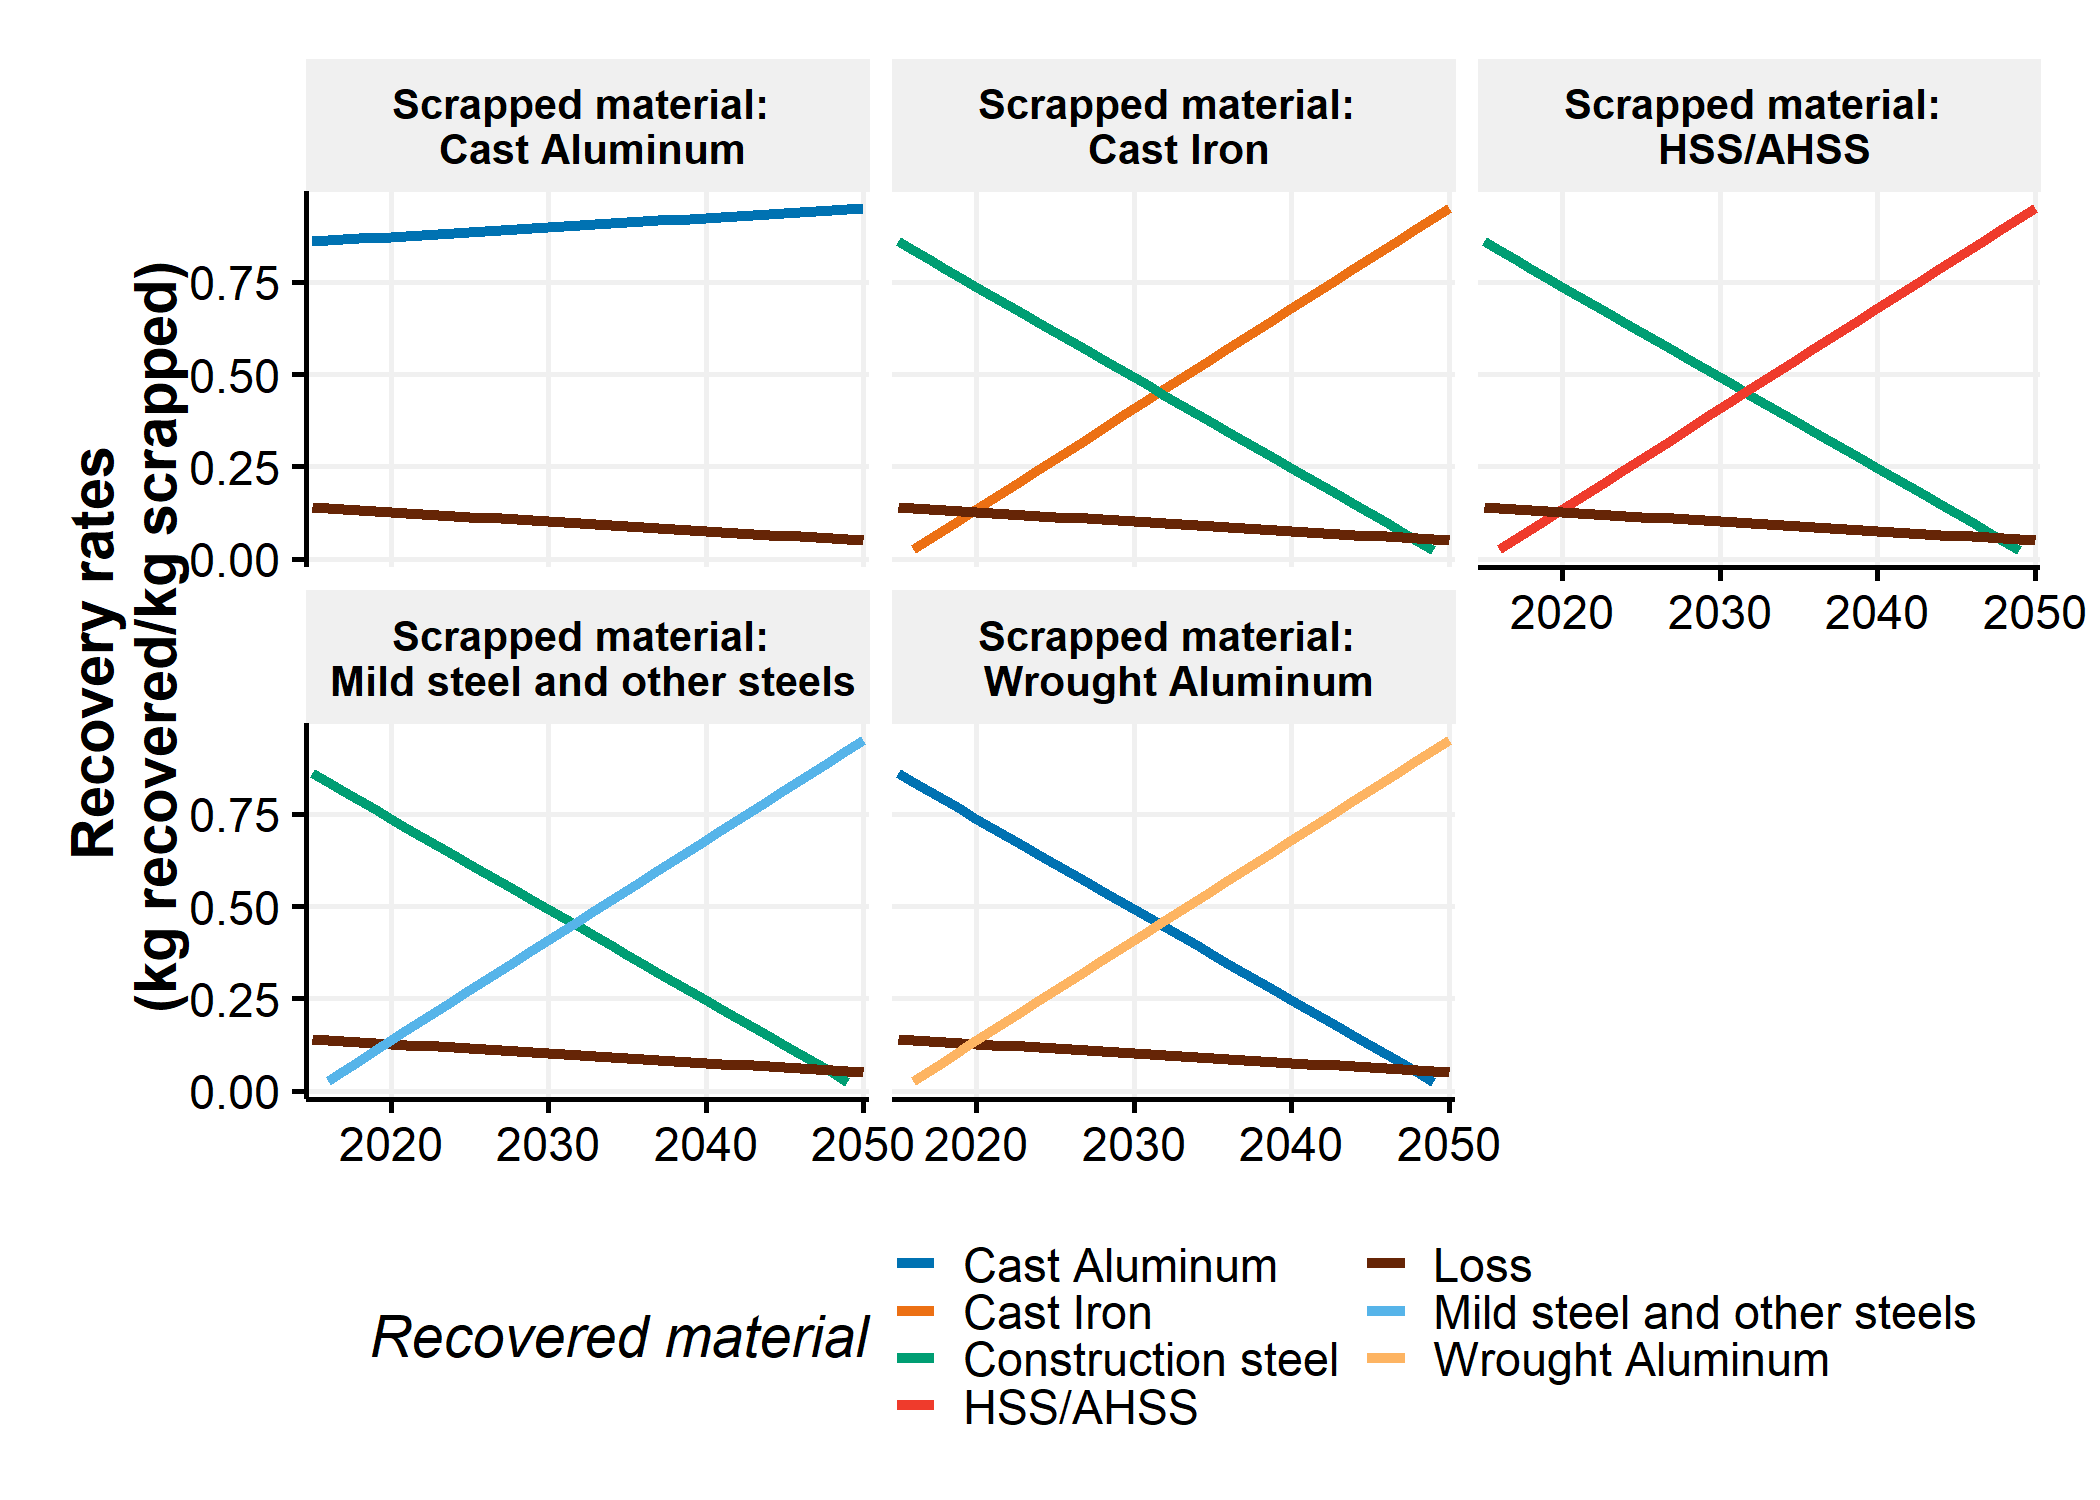 Scrapped material:
Cast Aluminum
Scrapped material:
Cast Iron
Scrapped material:
HSS/AHSS
Recovery rates
(kg recovered/kg scrapped)
0.75
0.50
0.25
0.00
2020 2030 2040 2050
Scrapped material:
Mild steel and other steels
Scrapped material:
Wrought Aluminum
0.75
0.50
0.25
0.00
2020 2030 2040 2050
2020 2030 2040 2050
Recovered material
Cast Aluminum
Cast Iron
Construction steel
HSS/AHSS
Loss
Mild steel and other steels
Wrought Aluminum